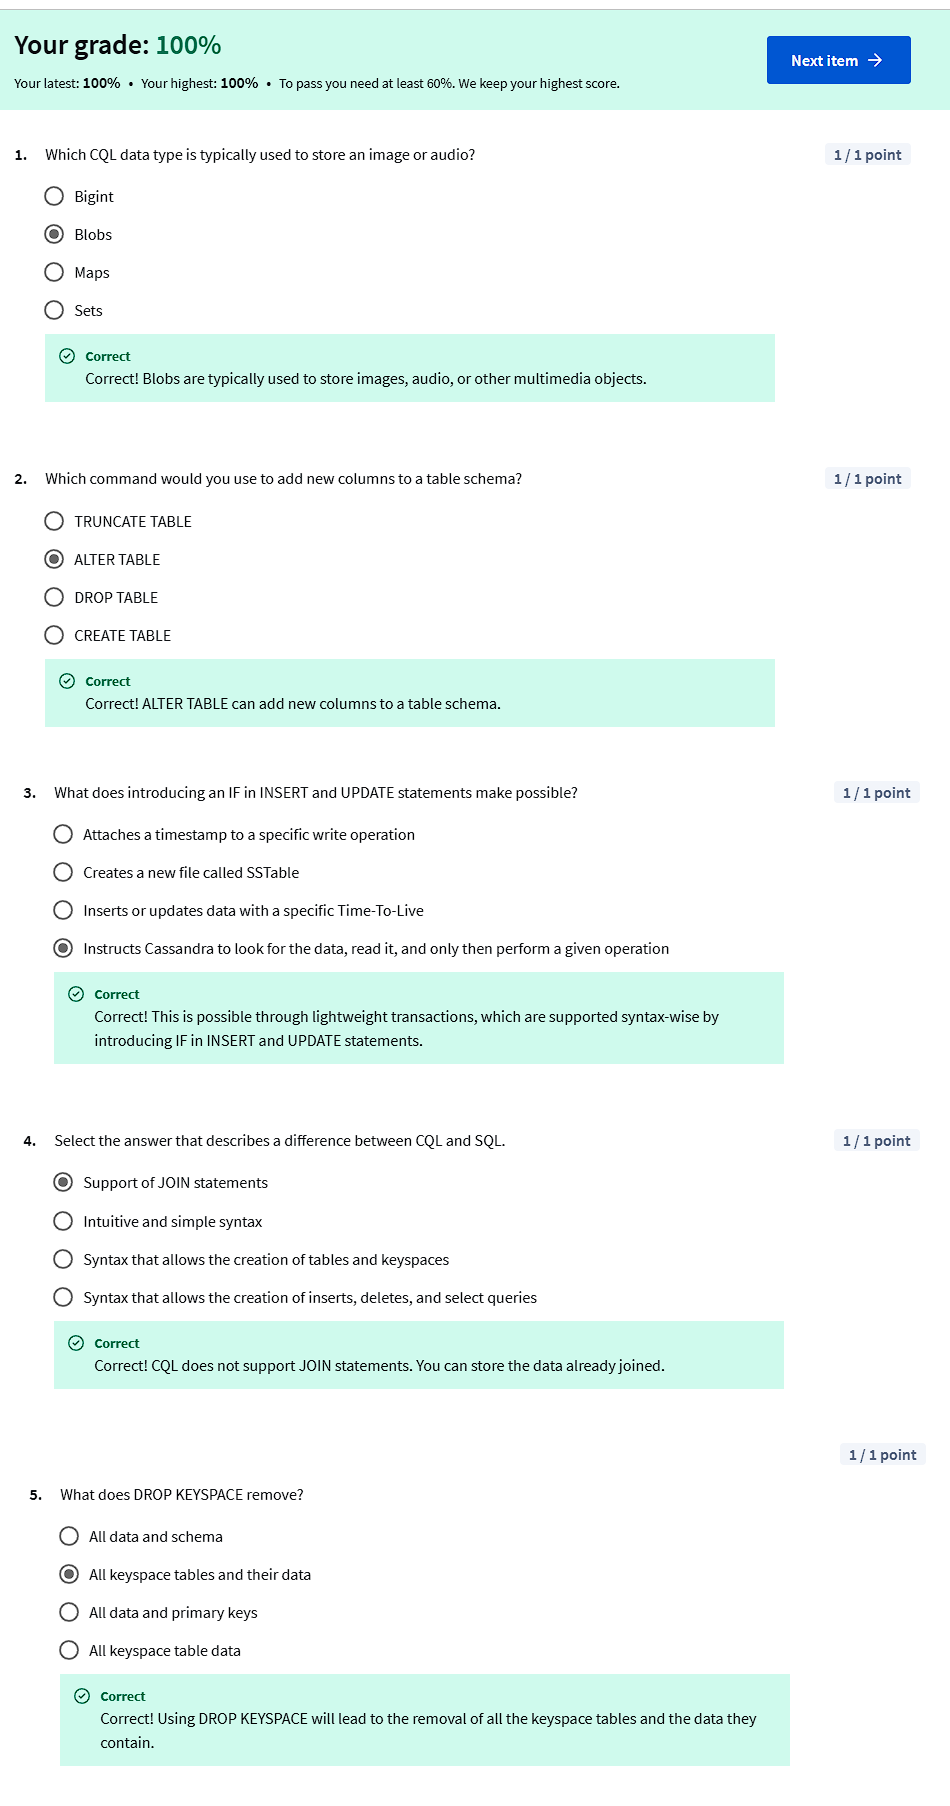 Your grade: 100%
Next item →
Your latest: 100% • Your highest: 100% • To pass you need at least 60%. We keep your highest score.
1. Which CQL data type is typically used to store an image or audio?
1 / 1 point
Bigint
Blobs
Maps
Sets
Correct
Correct! Blobs are typically used to store images, audio, or other multimedia objects.
2. Which command would you use to add new columns to a table schema?
1 / 1 point
TRUNCATE TABLE
ALTER TABLE
DROP TABLE
CREATE TABLE
Correct
Correct! ALTER TABLE can add new columns to a table schema.
3. What does introducing an IF in INSERT and UPDATE statements make possible?
1 / 1 point
Attaches a timestamp to a specific write operation
Creates a new file called SSTable
Inserts or updates data with a specific Time-To-Live
Instructs Cassandra to look for the data, read it, and only then perform a given operation
Correct
Correct! This is possible through lightweight transactions, which are supported syntax-wise by
introducing IF in INSERT and UPDATE statements.
4. Select the answer that describes a difference between CQL and SQL.
1 / 1 point
Support of JOIN statements
Intuitive and simple syntax
Syntax that allows the creation of tables and keyspaces
Syntax that allows the creation of inserts, deletes, and select queries
Correct
Correct! CQL does not support JOIN statements. You can store the data already joined.
1 / 1 point
5. What does DROP KEYSPACE remove?
All data and schema
All keyspace tables and their data
All data and primary keys
All keyspace table data
Correct
Correct! Using DROP KEYSPACE will lead to the removal of all the keyspace tables and the data they
contain.